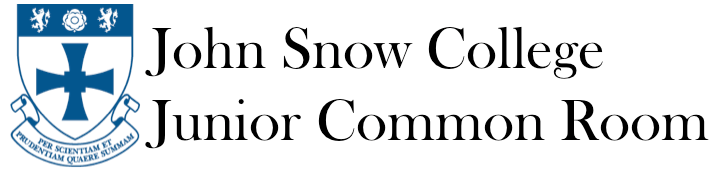 John Snow College
Junior Common Room
PER SCIENTIAM ET
PRUDENTIAM QUAERE SUMMAM